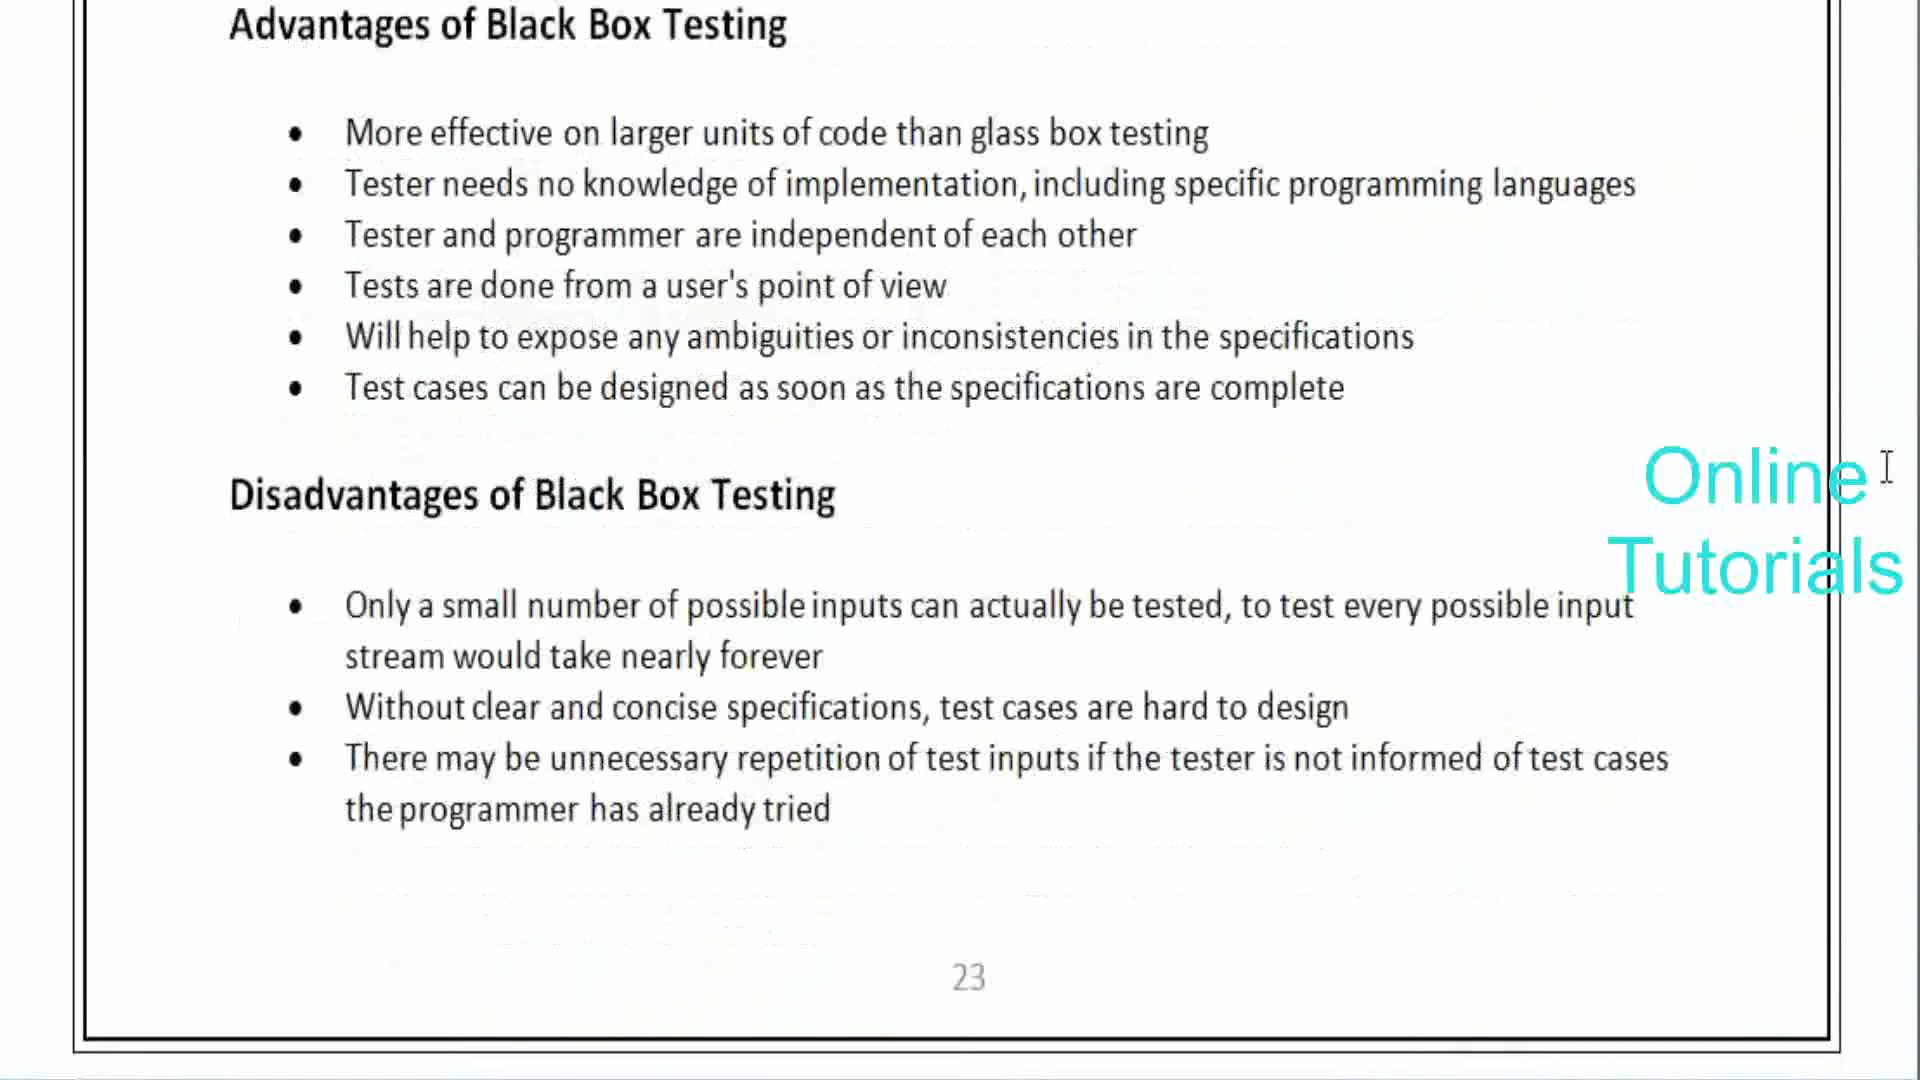 Advantages of Black Box Testing
• More effective on larger units of code than glass box testing
• Tester needs no knowledge of implementation, including specific programming languages
• Tester and programmer are independent of each other
• Tests are done from a user's point of view
• Will help to expose any ambiguities or inconsistencies in the specifications
• Test cases can be designed as soon as the specifications are complete
Disadvantages of Black Box Testing
• Only a small number of possible inputs can actually be tested, to test every possible input
stream would take nearly forever
• Without clear and concise specifications, test cases are hard to design
• There may be unnecessary repetition of test inputs if the tester is not informed of test cases
the programmer has already tried
Online
Tutorials
23